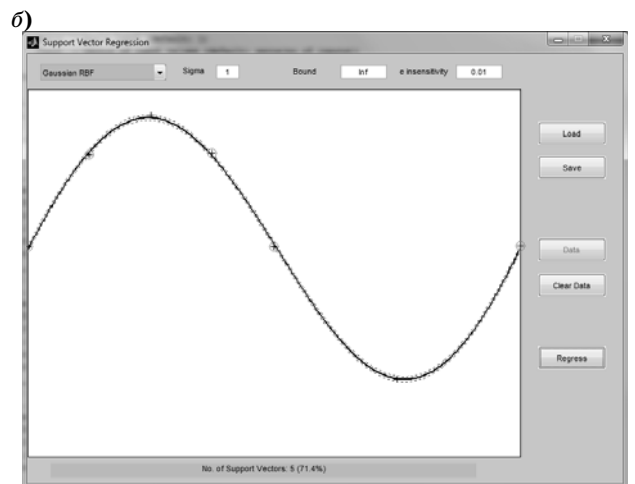 б)
Support Vector Regression
Gaussian RBF Sigma 1 Bound Inf e insensitivity 0.01
Load
Save
Data
Clear Data
Regress
No. of Support Vectors: 5 (71.4%)